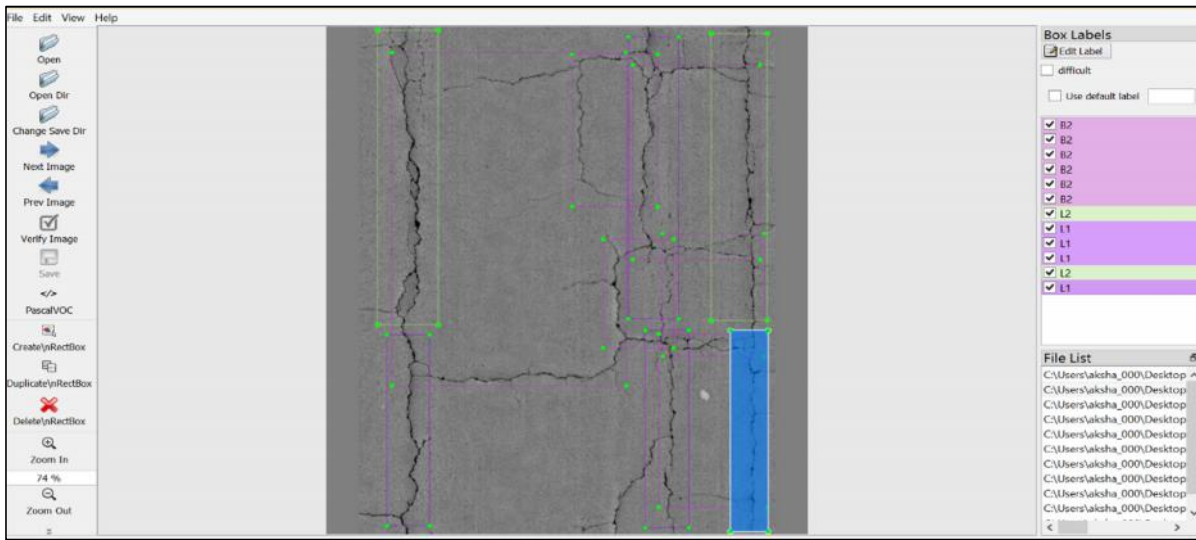 File Edit View Help
Open
Open Dir
Change Save Dir
Next Image
Prev Image
Verify Image
Save
</>
PascalVOC
Create\nRectBox
Duplicate\nRectBox
Delete\nRectBox
Zoom In
74 %
Zoom Out
Box Labels
Edit Label
difficult
Use default label
B2
B2
B2
B2
B2
B2
L2
L1
L1
L1
L2
L1
File List
C:\Users\aksha_000\Desktop
C:\Users\aksha_000\Desktop
C:\Users\aksha_000\Desktop
C:\Users\aksha_000\Desktop
C:\Users\aksha_000\Desktop
C:\Users\aksha_000\Desktop
C:\Users\aksha_000\Desktop
C:\Users\aksha_000\Desktop
C:\Users\aksha_000\Desktop
C:\Users\aksha_000\Desktop